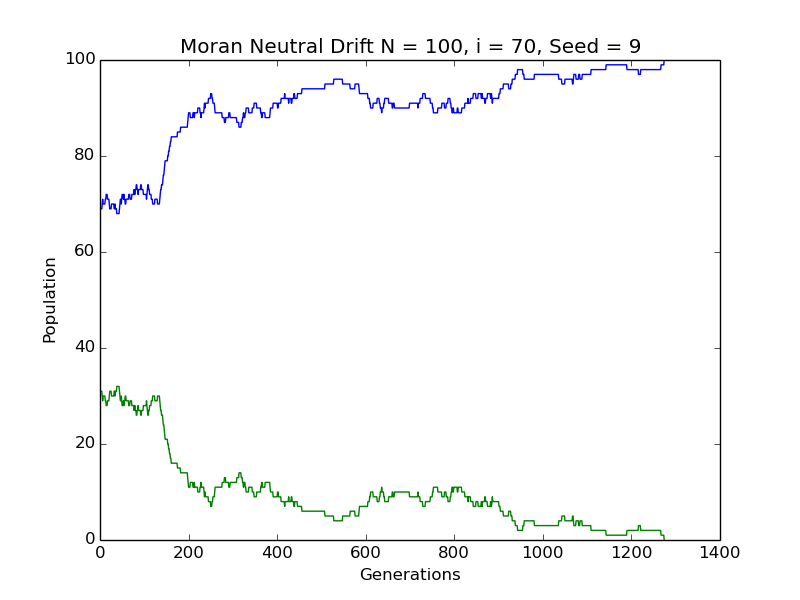 Moran Neutral Drift N = 100, i = 70, Seed = 9
100
80
60
40
20
0
Population
0 200 400 600 800 1000 1200 1400
Generations